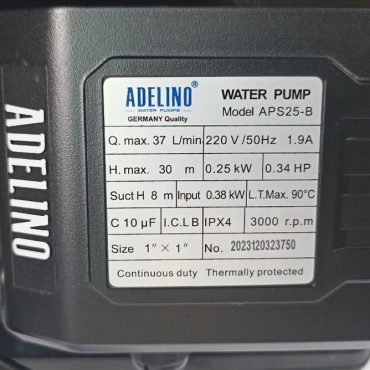 ADELINO
ADELINO®
WATER PUMPS
GERMANY Quality
WATER PUMP
Model APS25-B
Q. max. 37 L/min 220 V /50Hz 1.9A
H. max. 30 m 0.25 kW 0.34 HP
Suct H 8 m Input 0.38 kW L.T.Max. 90°C
C 10 µF I.C.L B IPX4 3000 r.p.m
Size 1"×1" No. 2023120323750
Continuous duty Thermally protected